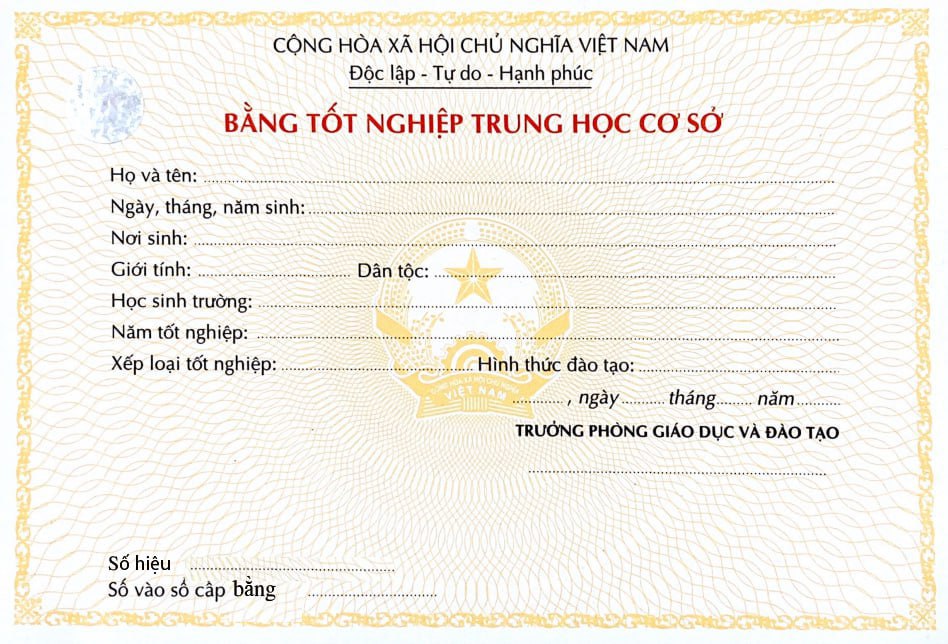 CỘNG HÒA XÃ HỘI CHỦ NGHĨA VIỆT NAM
Độc lập - Tự do - Hạnh phúc
BẰNG TỐT NGHIỆP TRUNG HỌC CƠ SỞ
Họ và tên:
Ngày, tháng, năm sinh:
Nơi sinh:
Giới tính: Dân tộc:
Học sinh trường:
Năm tốt nghiệp:
Xếp loại tốt nghiệp: Hình thức đào tạo:
CỘNG HÒA XÃ HỘI CHỦ NGHĨA
VIỆT NAM
, ngày tháng năm
TRƯỞNG PHÒNG GIÁO DỤC VÀ ĐÀO TẠO
Số hiệu
Số vào sổ câp bằng